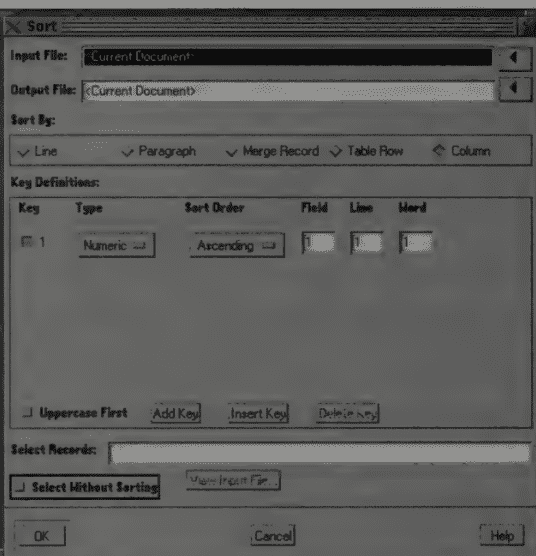 Sort
Input File: <Current Document>
Output File: <Current Document>
Sort By:
Line Paragraph Merge Record Table Row Column
Key Definitions:
Key Type Sort Order Field Line Word
1 Numeric Ascending 1 1 1
Uppercase First Add Key Insert Key Delete Key
Select Records:
Select Without Sorting View Input File...
OK Cancel Help